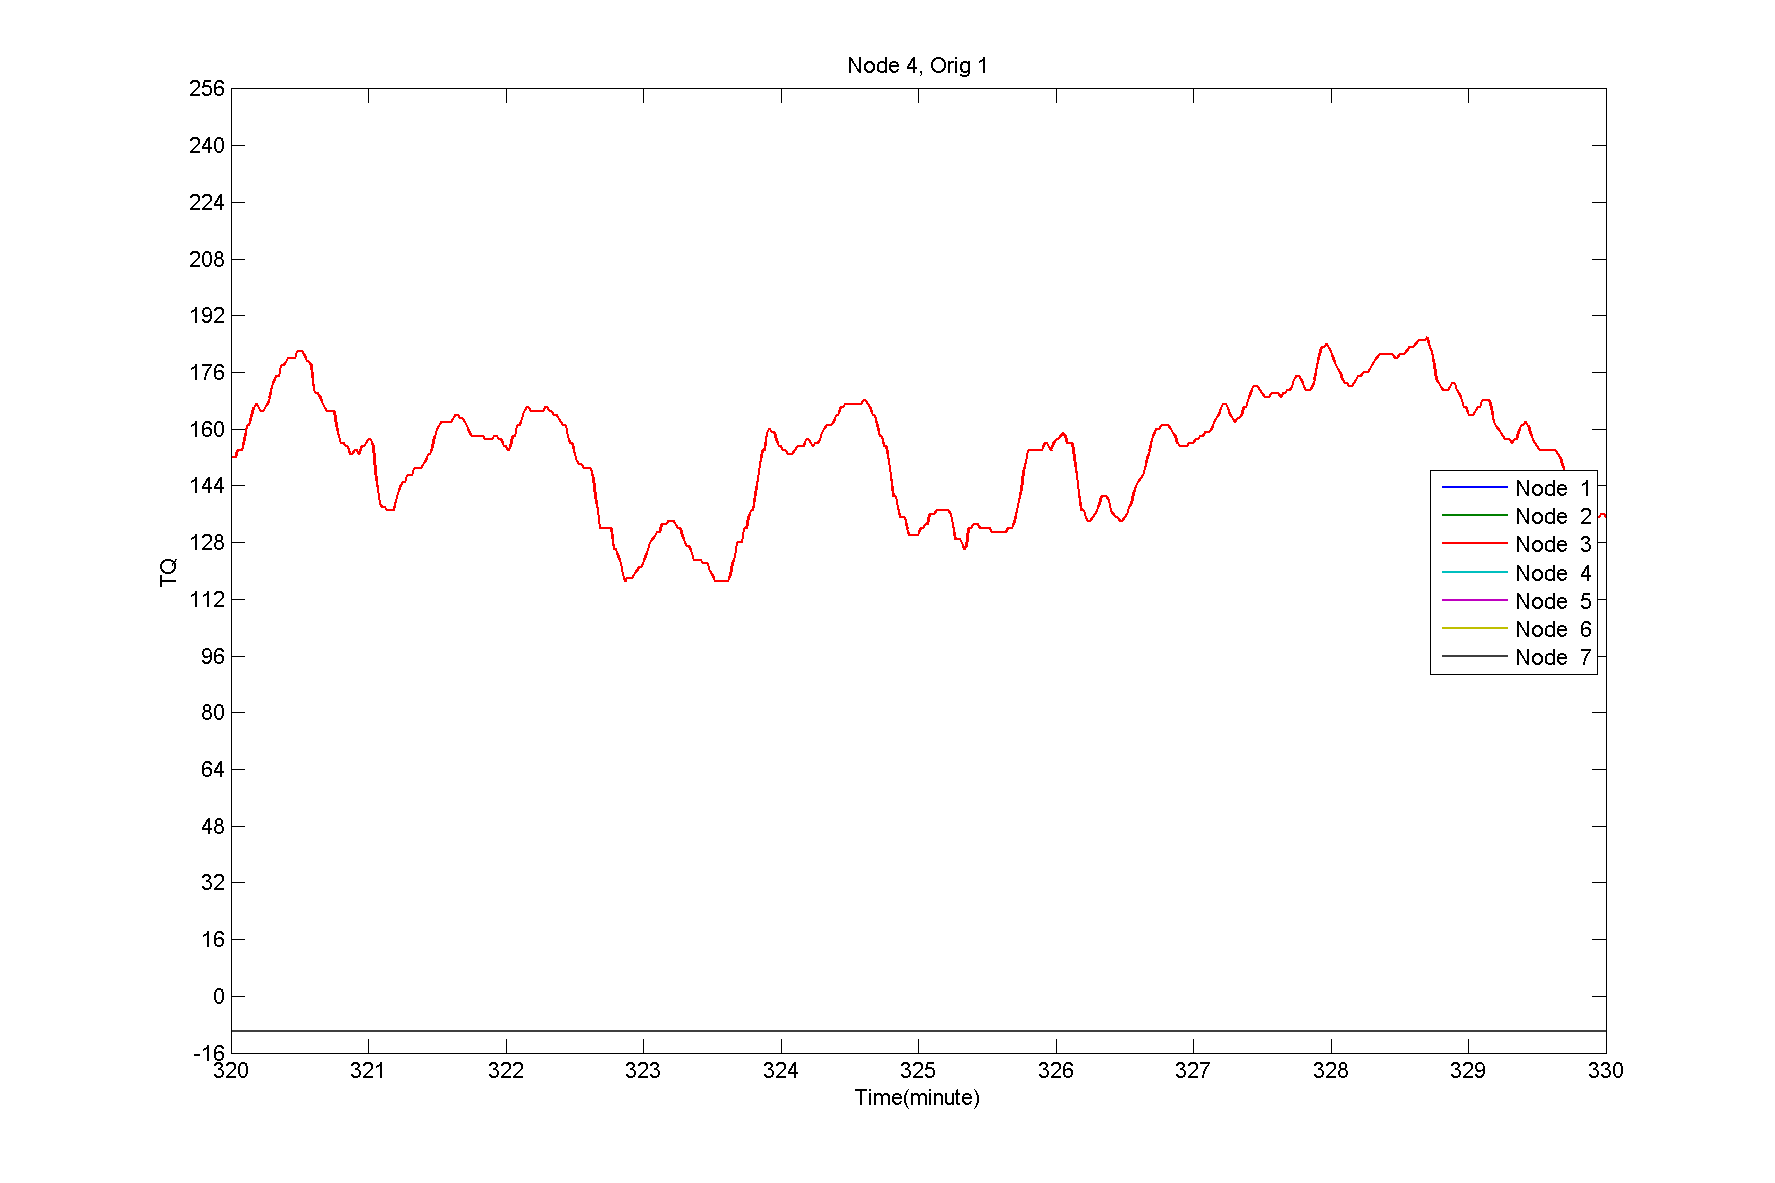 Node 4, Orig 1
256
240
224
208
192
176
160
144
128
112
96
80
64
48
32
16
0
-16
TQ
320 321 322 323 324 325 326 327 328 329 330
Time(minute)
Node 1
Node 2
Node 3
Node 4
Node 5
Node 6
Node 7